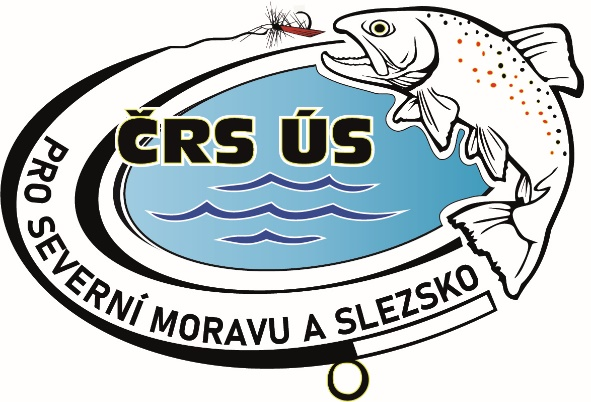 ČRS ÚS
PRO SEVERNÍ MORAVU A SLEZSKO